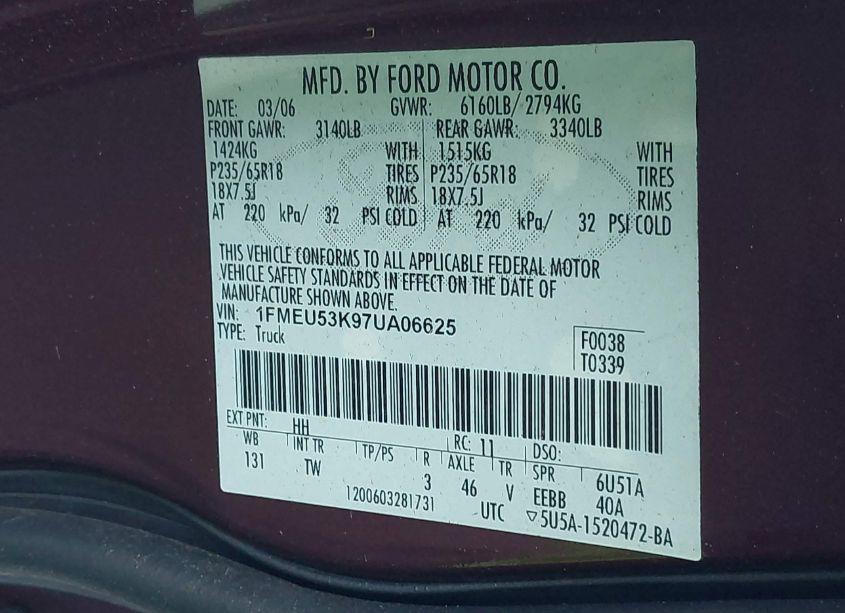 MFD. BY FORD MOTOR CO.
DATE: 03/06 GVWR: 6160LB/ 2794KG
FRONT GAWR: 3140LB REAR GAWR: 3340LB
1424KG WITH 1515KG WITH
P235/65R18 TIRES P235/65R18 TIRES
18X7.5J RIMS 18X7.5J RIMS
AT 220 kPa/ 32 PSI COLD AT 220 kPa/ 32 PSI COLD
THIS VEHICLE CONFORMS TO ALL APPLICABLE FEDERAL MOTOR
VEHICLE SAFETY STANDARDS IN EFFECT ON THE DATE OF
MANUFACTURE SHOWN ABOVE.
VIN: 1FMEU53K97UA06625
TYPE: Truck
F0038
T0339
EXT PNT: HH RC: 11 DSO:
WB INT TR TP/PS R AXLE TR SPR 6U51A
131 TW 3 46 V EEBB 40A
1200603281731 UTC ▽5U5A-1520472-BA